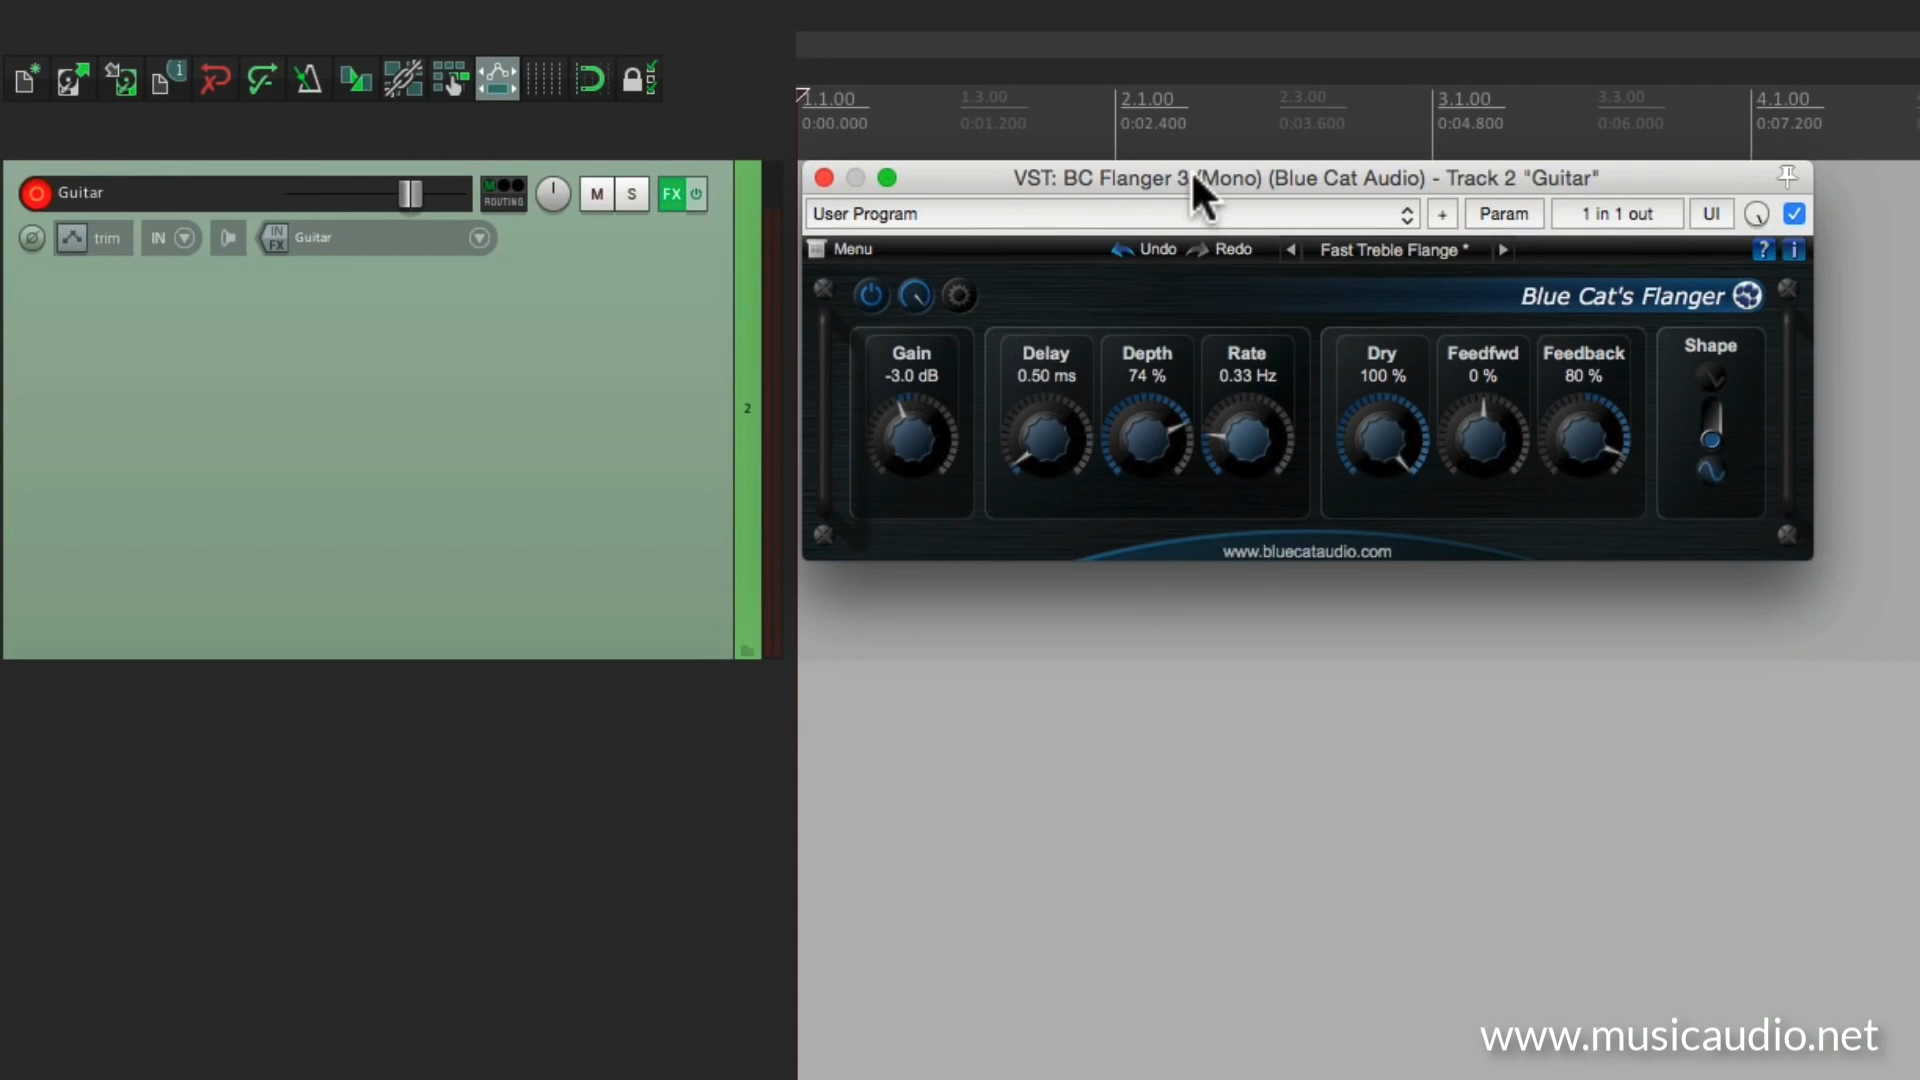 1.1.00 1.3.00 2.1.00 2.3.00 3.1.00 3.3.00 4.1.00
0:00.000 0:01.200 0:02.400 0:03.600 0:04.800 0:06.000 0:07.200
Guitar M ROUTING M S FX
trim IN IN FX Guitar
2
VST: BC Flanger 3 (Mono) (Blue Cat Audio) - Track 2 "Guitar"
User Program + Param 1 in 1 out UI
Menu Undo Redo Fast Treble Flange * ? i
Blue Cat's Flanger
Gain Delay Depth Rate Dry Feedfwd Feedback Shape
-3.0 dB 0.50 ms 74 % 0.33 Hz 100 % 0 % 80 %
www.bluecataudio.com
www.musicaudio.net